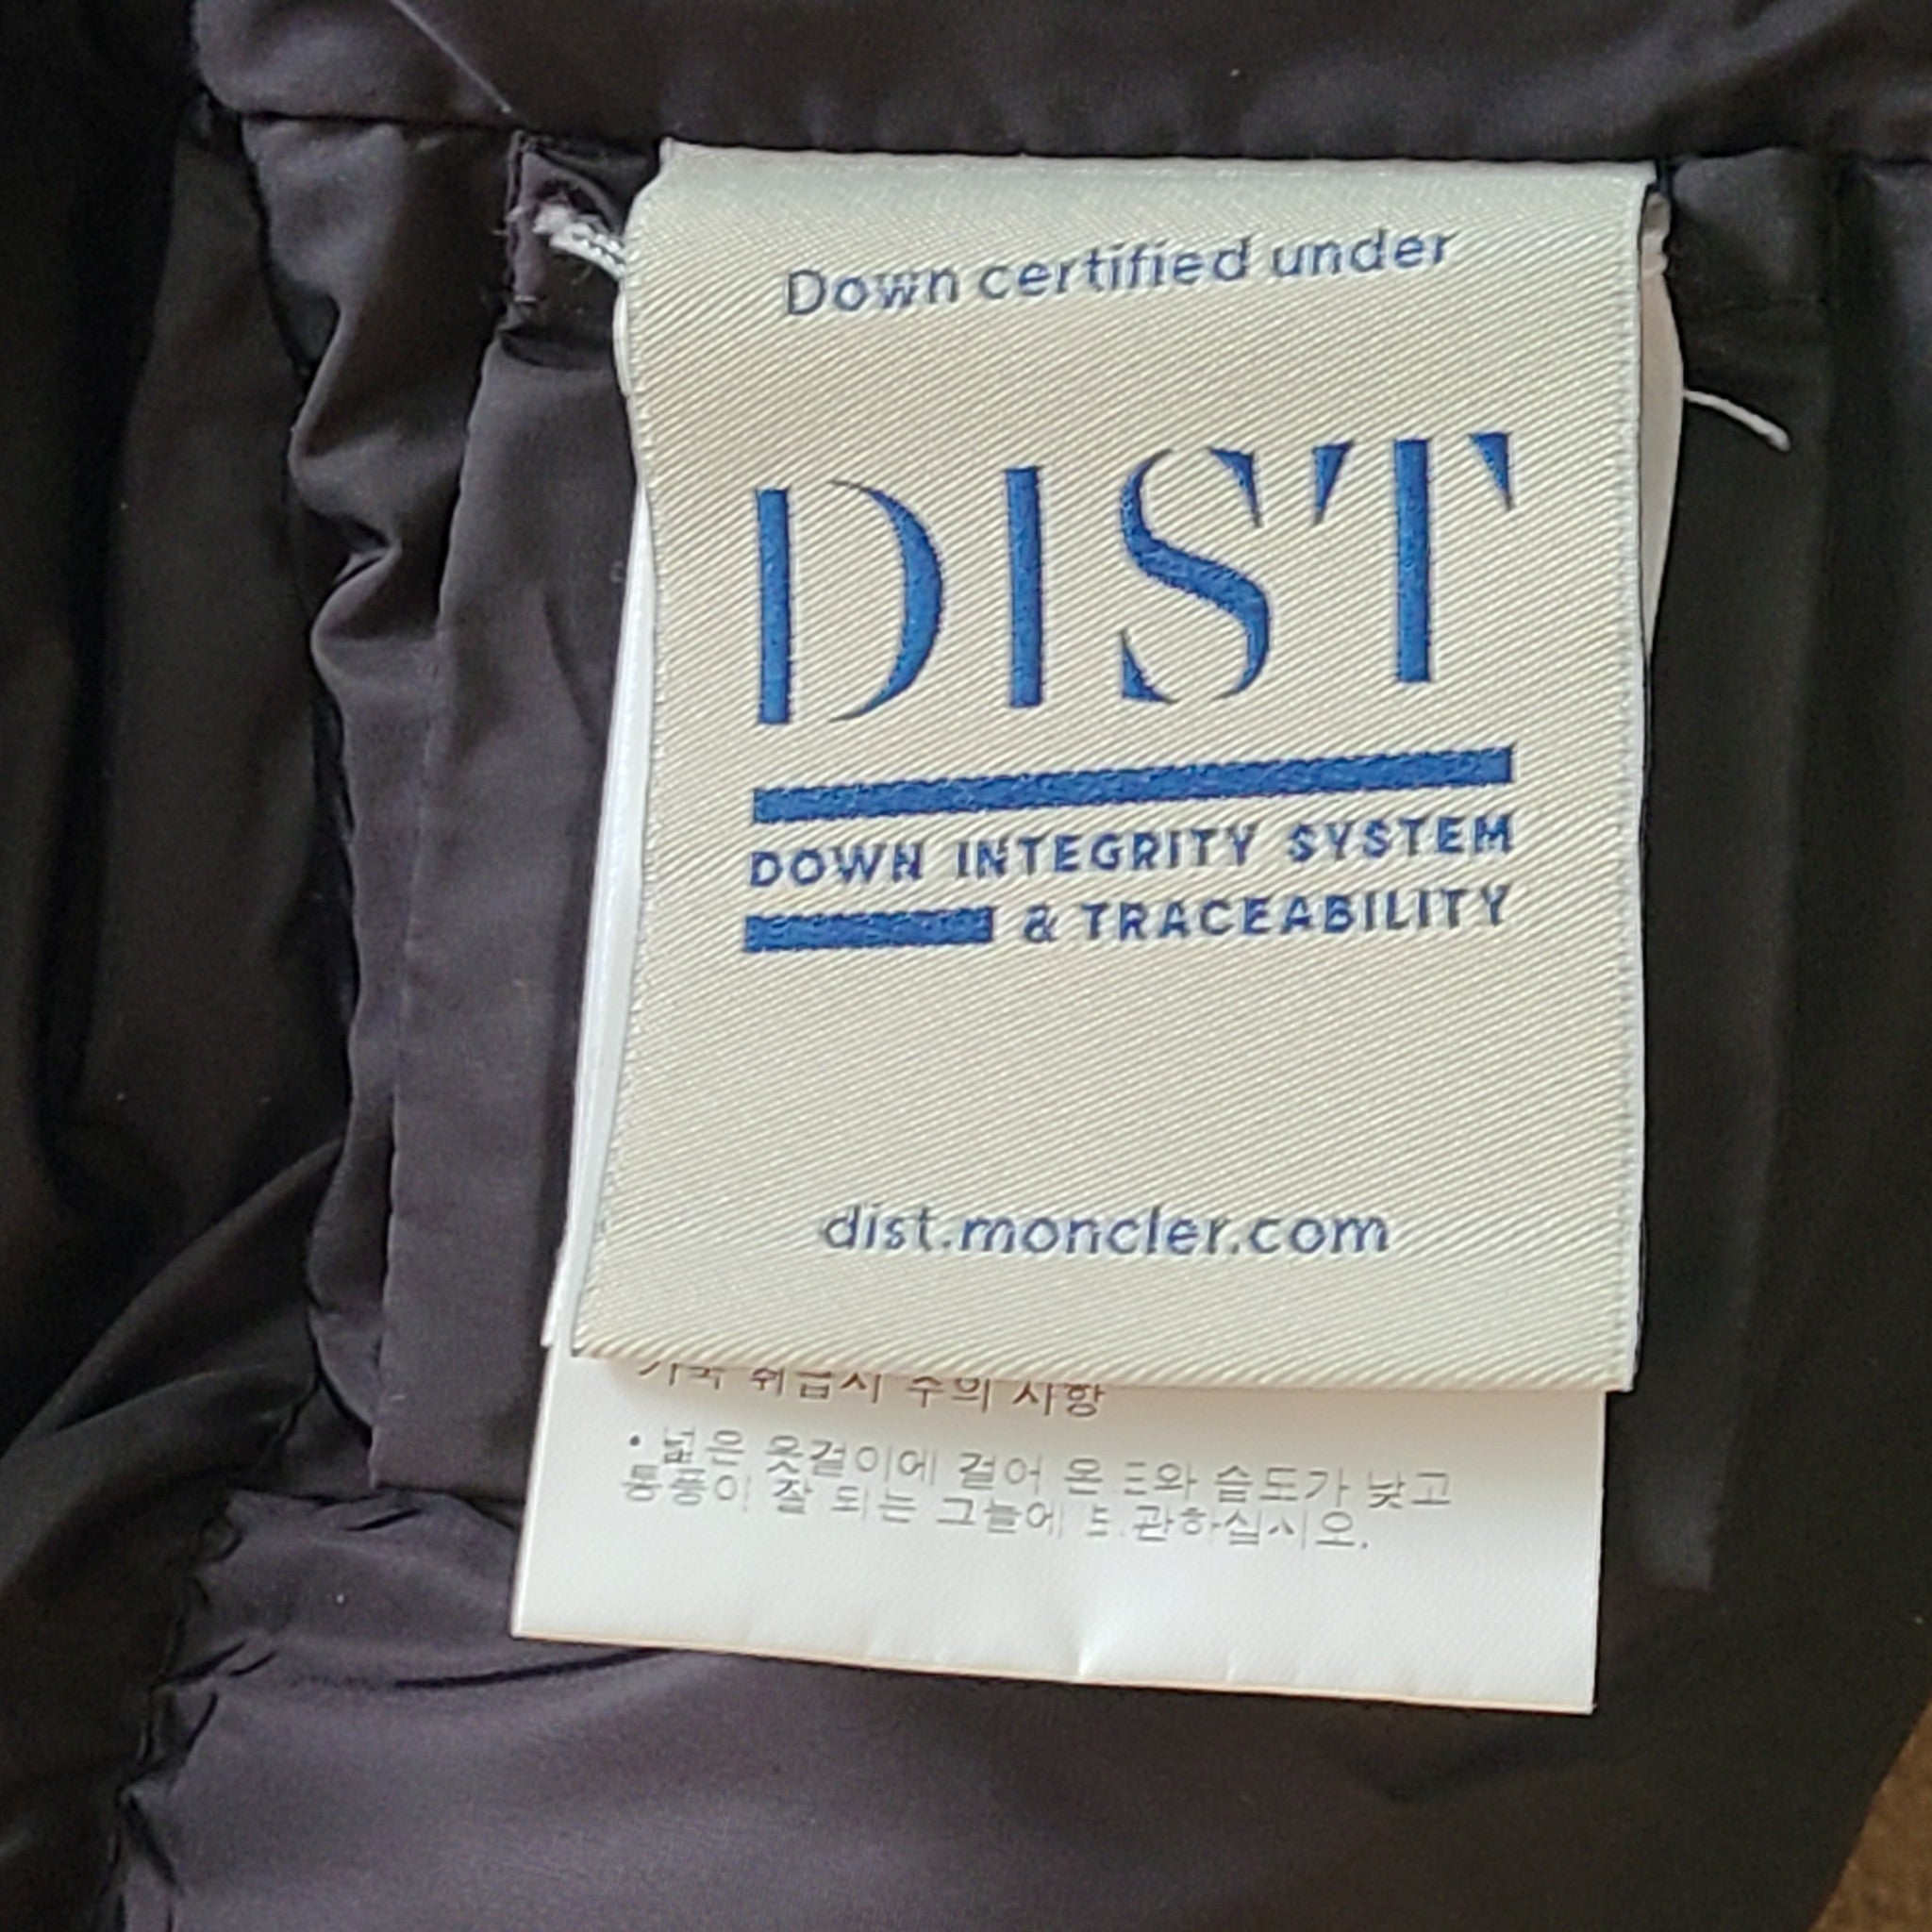 Down certified under
DIST
DOWN INTEGRITY SYSTEM
& TRACEABILITY
dist.moncler.com
가죽 취급시 주의 사항
• 넓은 옷걸이에 걸어 온도와 습도가 낮고
통풍이 잘 되는 그늘에 보관하십시오.